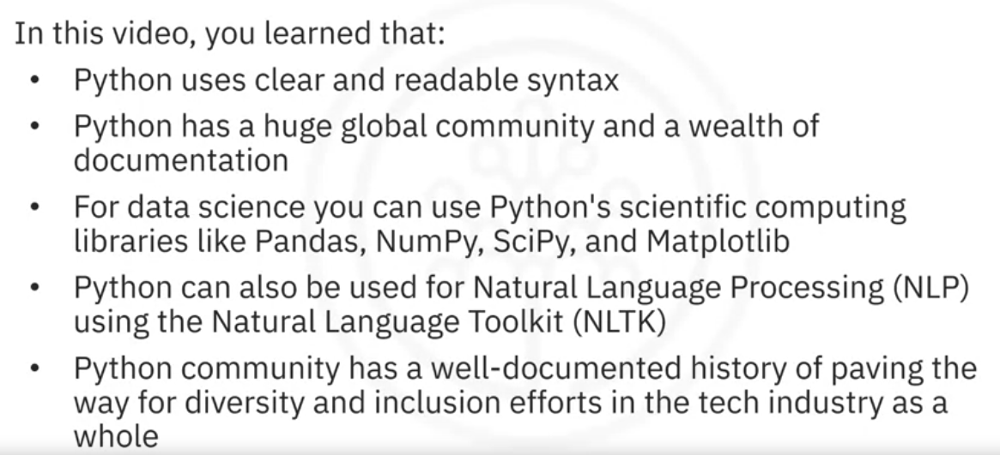 In this video, you learned that:
• Python uses clear and readable syntax
• Python has a huge global community and a wealth of
documentation
• For data science you can use Python's scientific computing
libraries like Pandas, NumPy, SciPy, and Matplotlib
• Python can also be used for Natural Language Processing (NLP)
using the Natural Language Toolkit (NLTK)
• Python community has a well-documented history of paving the
way for diversity and inclusion efforts in the tech industry as a
whole